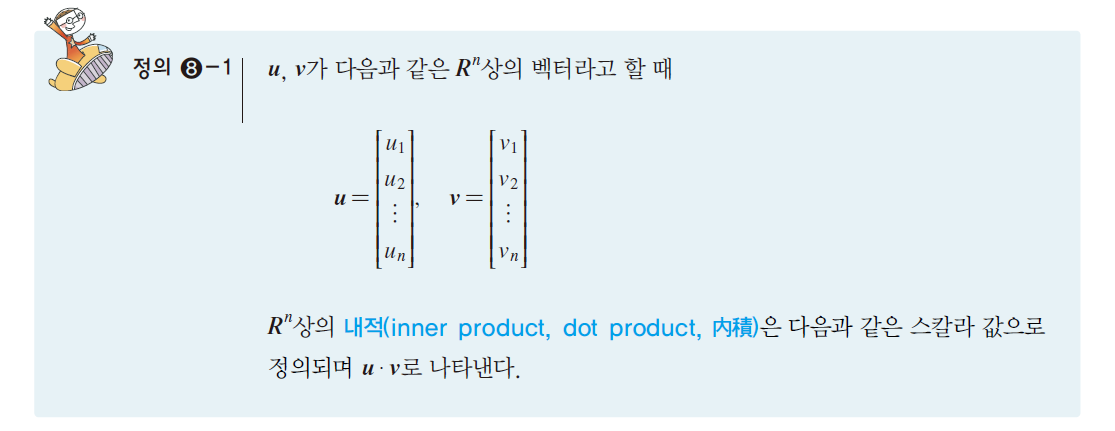 정의 ❽-1 u, v가 다음과 같은 Rⁿ상의 벡터라고 할 때
u = [u₁ u₂ ⋮ uₙ], v = [v₁ v₂ ⋮ vₙ]
Rⁿ상의 내적(inner product, dot product, 內積)은 다음과 같은 스칼라 값으로
정의되며 u · v로 나타낸다.